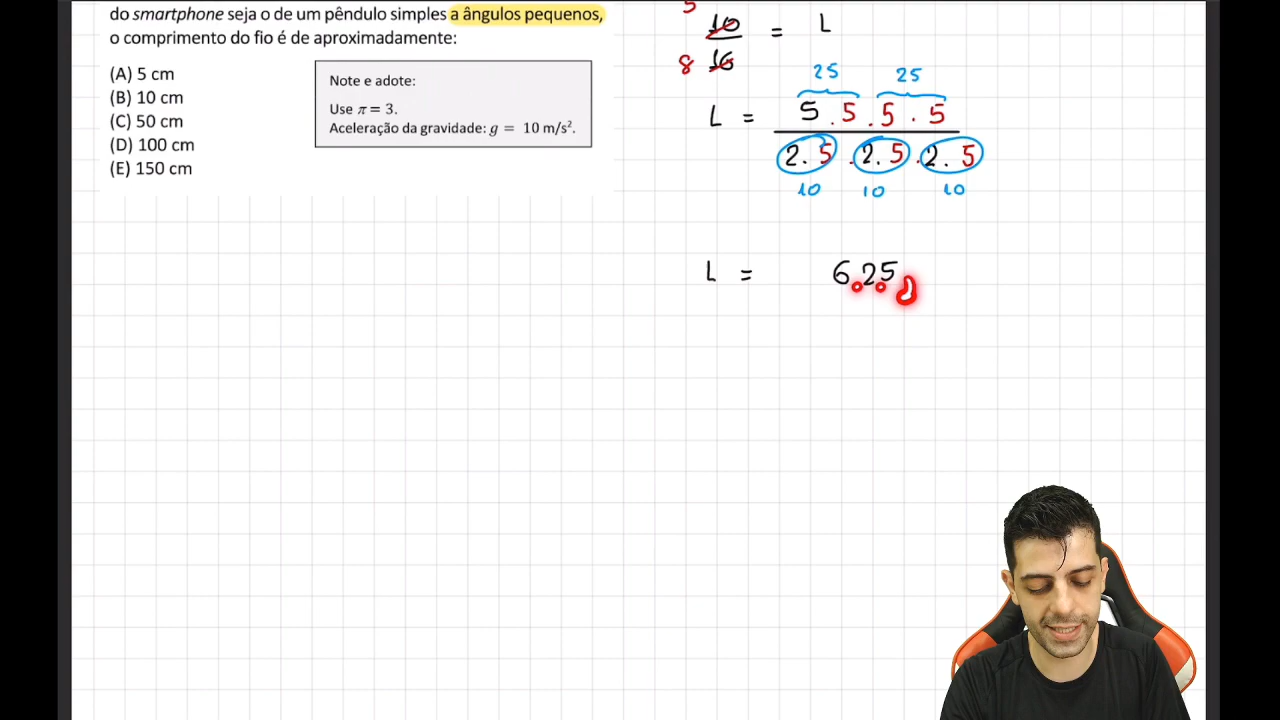 do smartphone seja o de um pêndulo simples a ângulos pequenos,
o comprimento do fio é de aproximadamente:
(A) 5 cm
(B) 10 cm
(C) 50 cm
(D) 100 cm
(E) 150 cm
Note e adote:
Use π = 3.
Aceleração da gravidade: g = 10 m/s².
5
10 = L
8 16
25 25
L = 5 . 5 . 5 . 5
2 . 5 . 2 . 5 . 2 . 5
10 10 10
L = 625